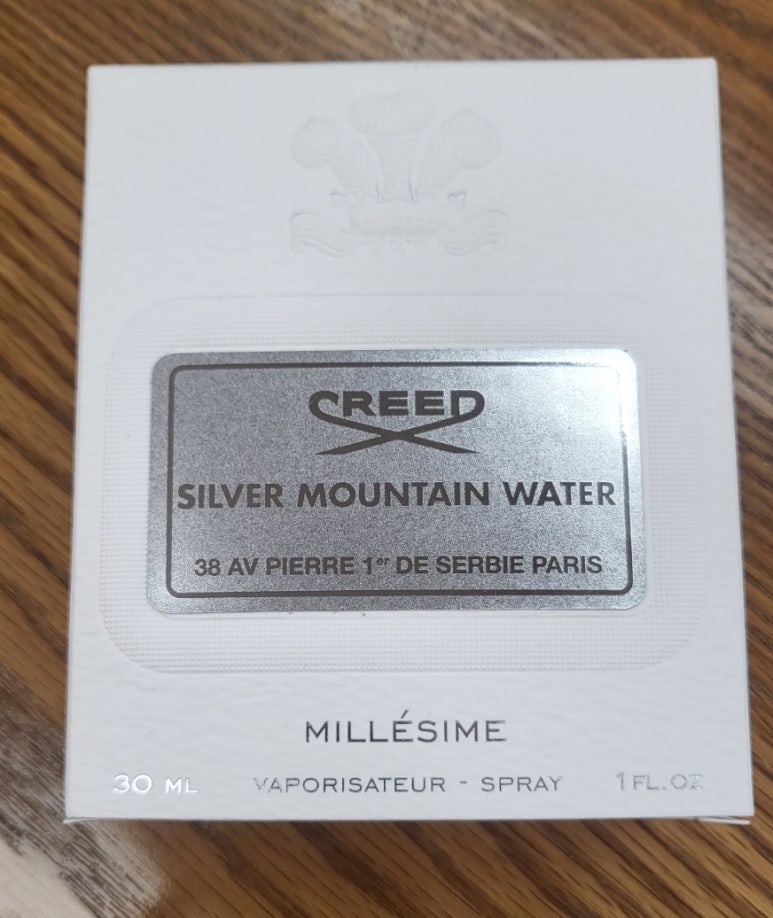 CREED
SILVER MOUNTAIN WATER
38 AV PIERRE 1er DE SERBIE PARIS
MILLÉSIME
30 ML VAPORISATEUR - SPRAY 1 FL. OZ